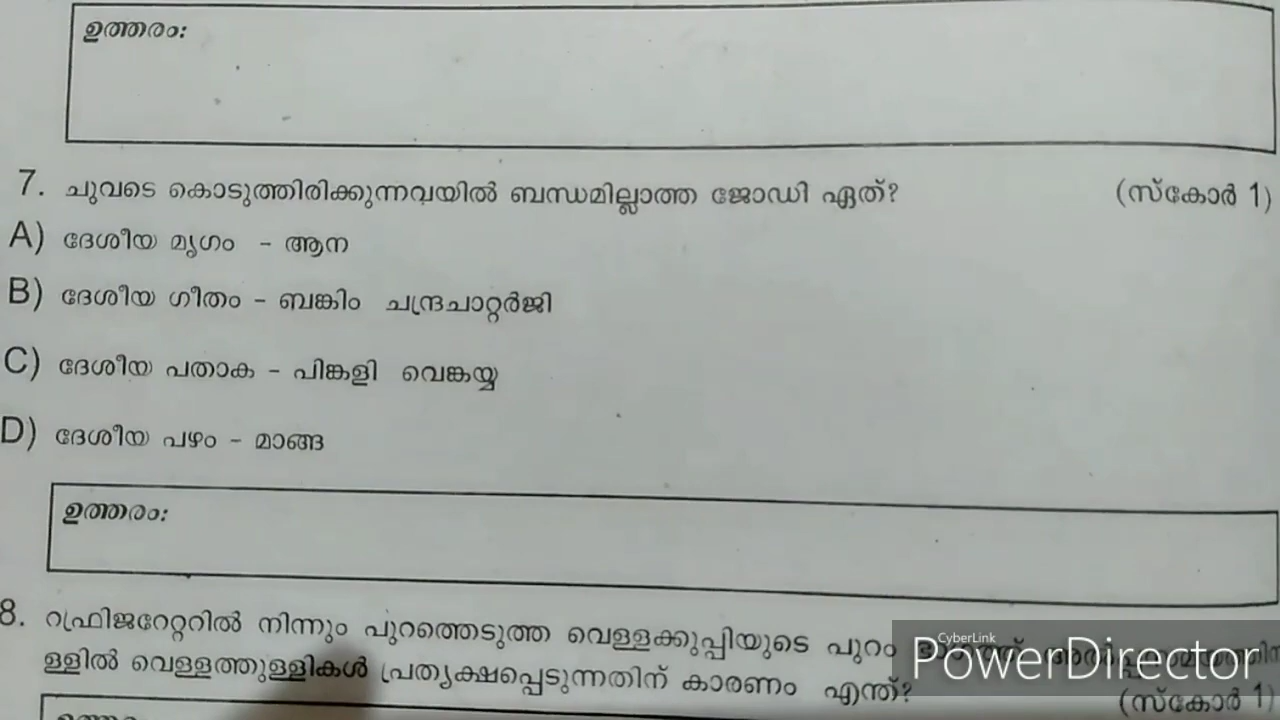 ഉത്തരം:
7. ചുവടെ കൊടുത്തിരിക്കുന്നവയിൽ ബന്ധമില്ലാത്ത ജോഡി ഏത്? (സ്കോർ 1)
A) ദേശീയ മൃഗം - ആന
B) ദേശീയ ഗീതം - ബങ്കിം ചന്ദ്രചാറ്റർജി
C) ദേശീയ പതാക - പിങ്കളി വെങ്കയ്യ
D) ദേശീയ പഴം - മാങ്ങ
ഉത്തരം:
8. റഫ്രിജറേറ്ററിൽ നിന്നും പുറത്തെടുത്ത വെള്ളക്കുപ്പിയുടെ പുറം
ള്ളിൽ വെള്ളത്തുള്ളികൾ പ്രത്യക്ഷപ്പെടുന്നതിന് കാരണം എന്ത്? (സ്കോർ 1)
CyberLink
PowerDirector